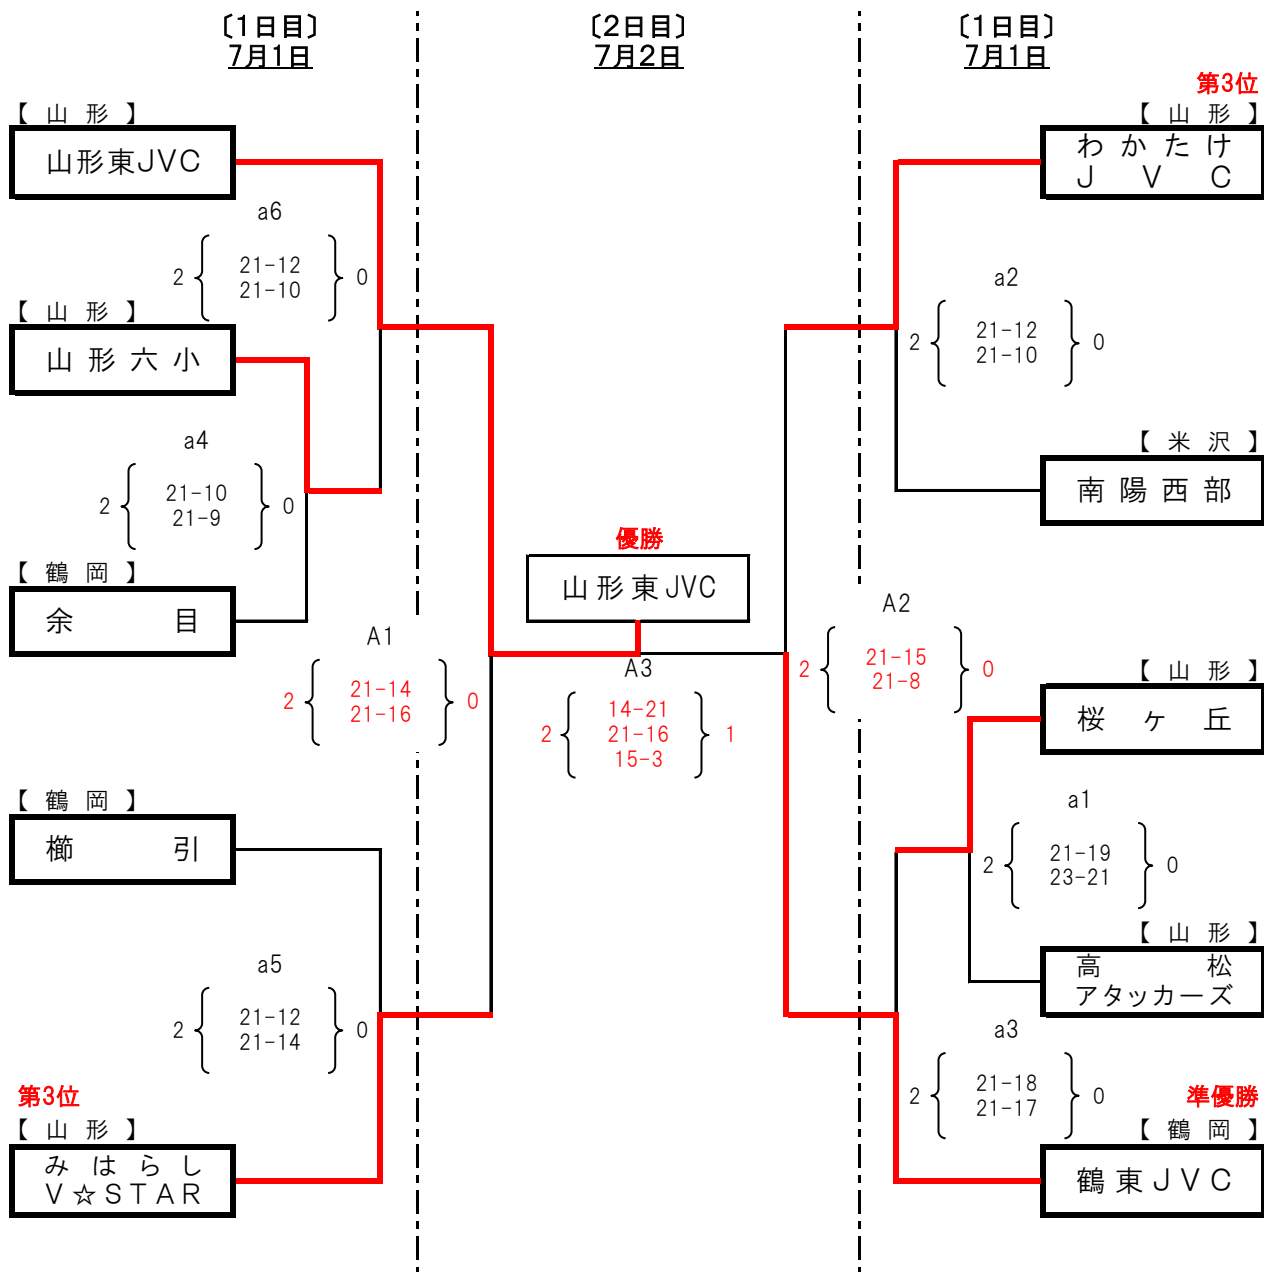 〔１日目〕
7月1日
〔２日目〕
7月2日
〔１日目〕
7月1日
【 山 形 】
山形東JVC
a6
2 21-12 0
21-10
【 山 形 】
山 形 六 小
a4
2 21-10 0
21-9
【 鶴 岡 】
余 目
A1
2 21-14 0
21-16
【 鶴 岡 】
櫛 引
a5
2 21-12 0
21-14
第3位
【 山 形 】
み は ら し
V☆STAR
優勝
山形東JVC
A3
14-21
2 21-16 1
15-3
第3位
【 山 形 】
わ か た け
J V C
a2
2 21-12 0
21-10
【 米 沢 】
南 陽 西 部
A2
2 21-15 0
21-8
【 山 形 】
桜 ヶ 丘
a1
2 21-19 0
23-21
【 山 形 】
高 松
アタッカーズ
a3
2 21-18 0
21-17
準優勝
【 鶴 岡 】
鶴東JVC